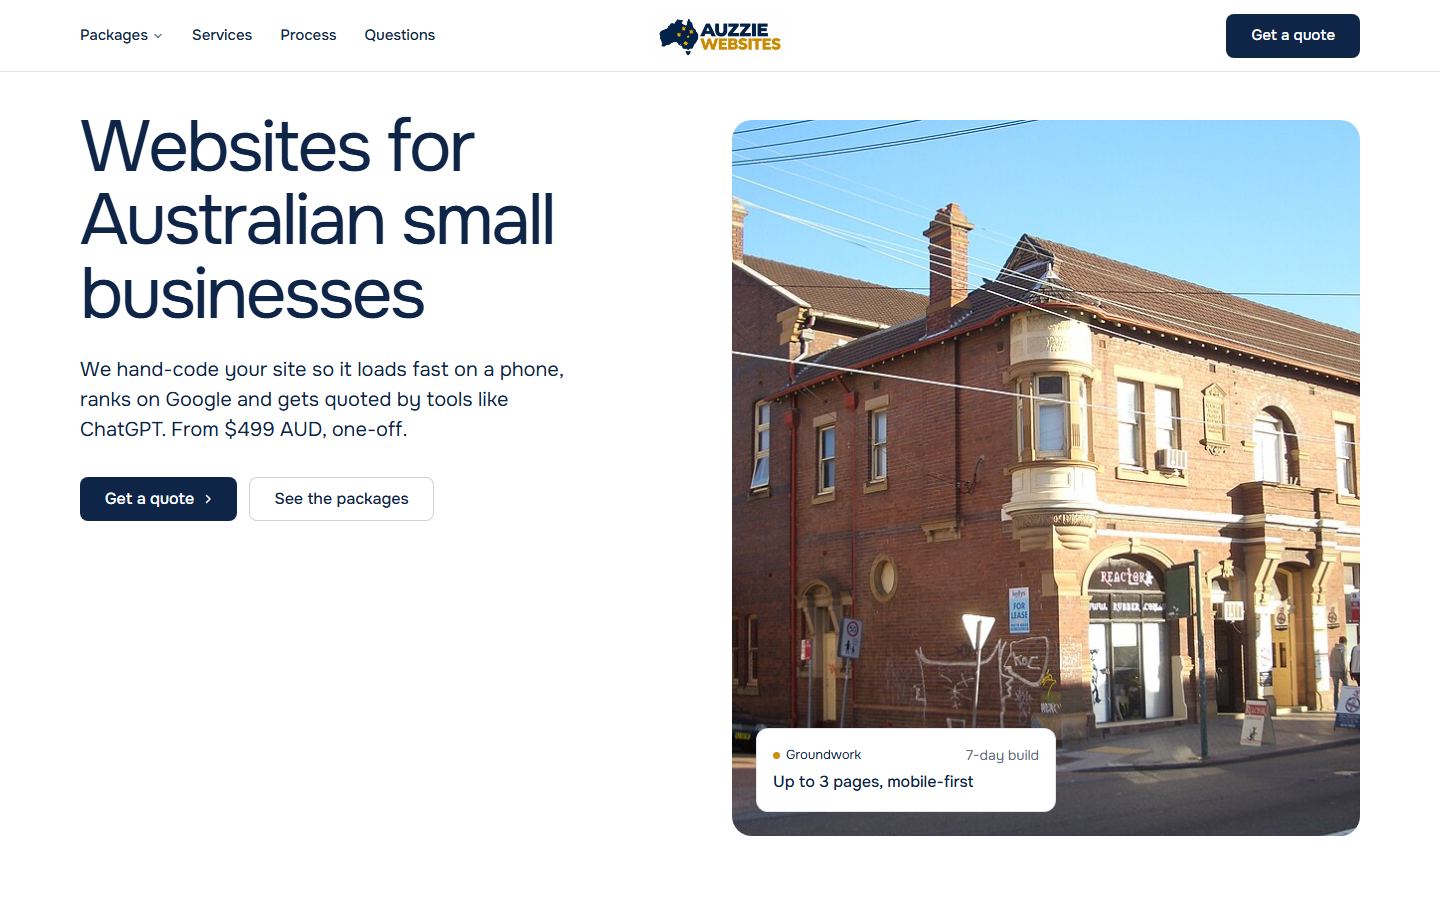 Packages
Services
Process
Questions
AUZZIE
WEBSITES
Get a quote
Websites for
Australian small
businesses
We hand-code your site so it loads fast on a phone,
ranks on Google and gets quoted by tools like
ChatGPT. From $499 AUD, one-off.
Get a quote
See the packages
REACTOR
FOR
LEASE
50
Groundwork
7-day build
Up to 3 pages, mobile-first